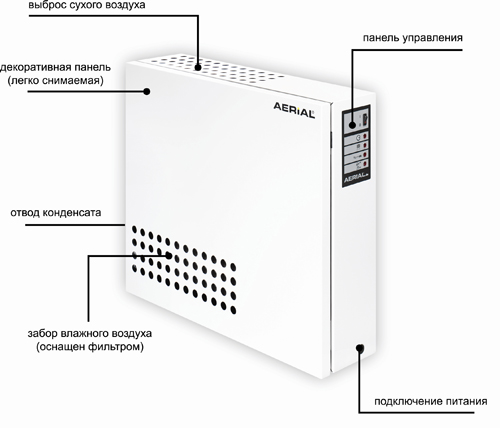 выброс сухого воздуха
панель управления
декоративная панель
(легко снимаемая)
AERIAL
AERIAL
отвод конденсата
забор влажного воздуха
(оснащен фильтром)
подключение питания